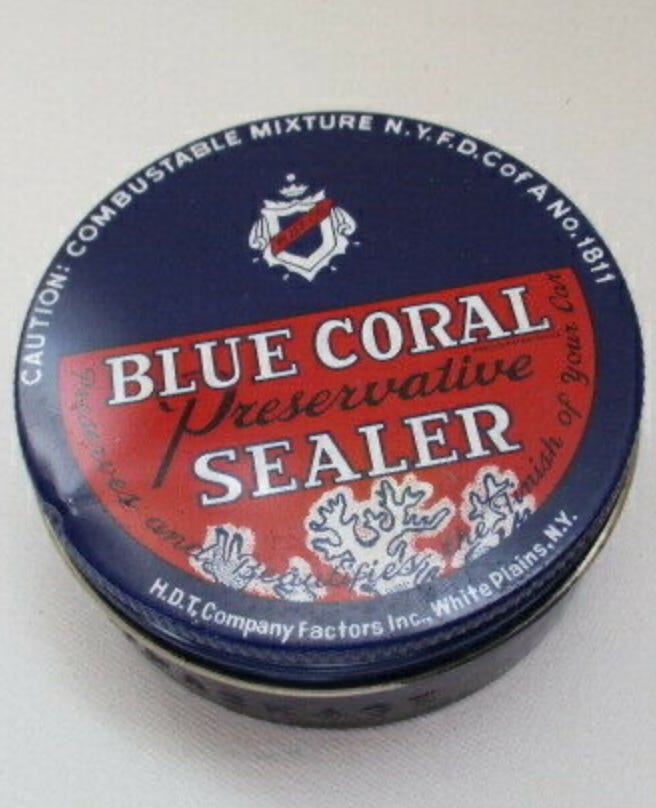 CAUTION: COMBUSTABLE MIXTURE N.Y.F.D. C of A No. 1811
BLUE CORAL
Preservative
SEALER
Preserves and Beautifies the Finish of Your Car
H.D.T. Company Factors Inc., White Plains, N.Y.